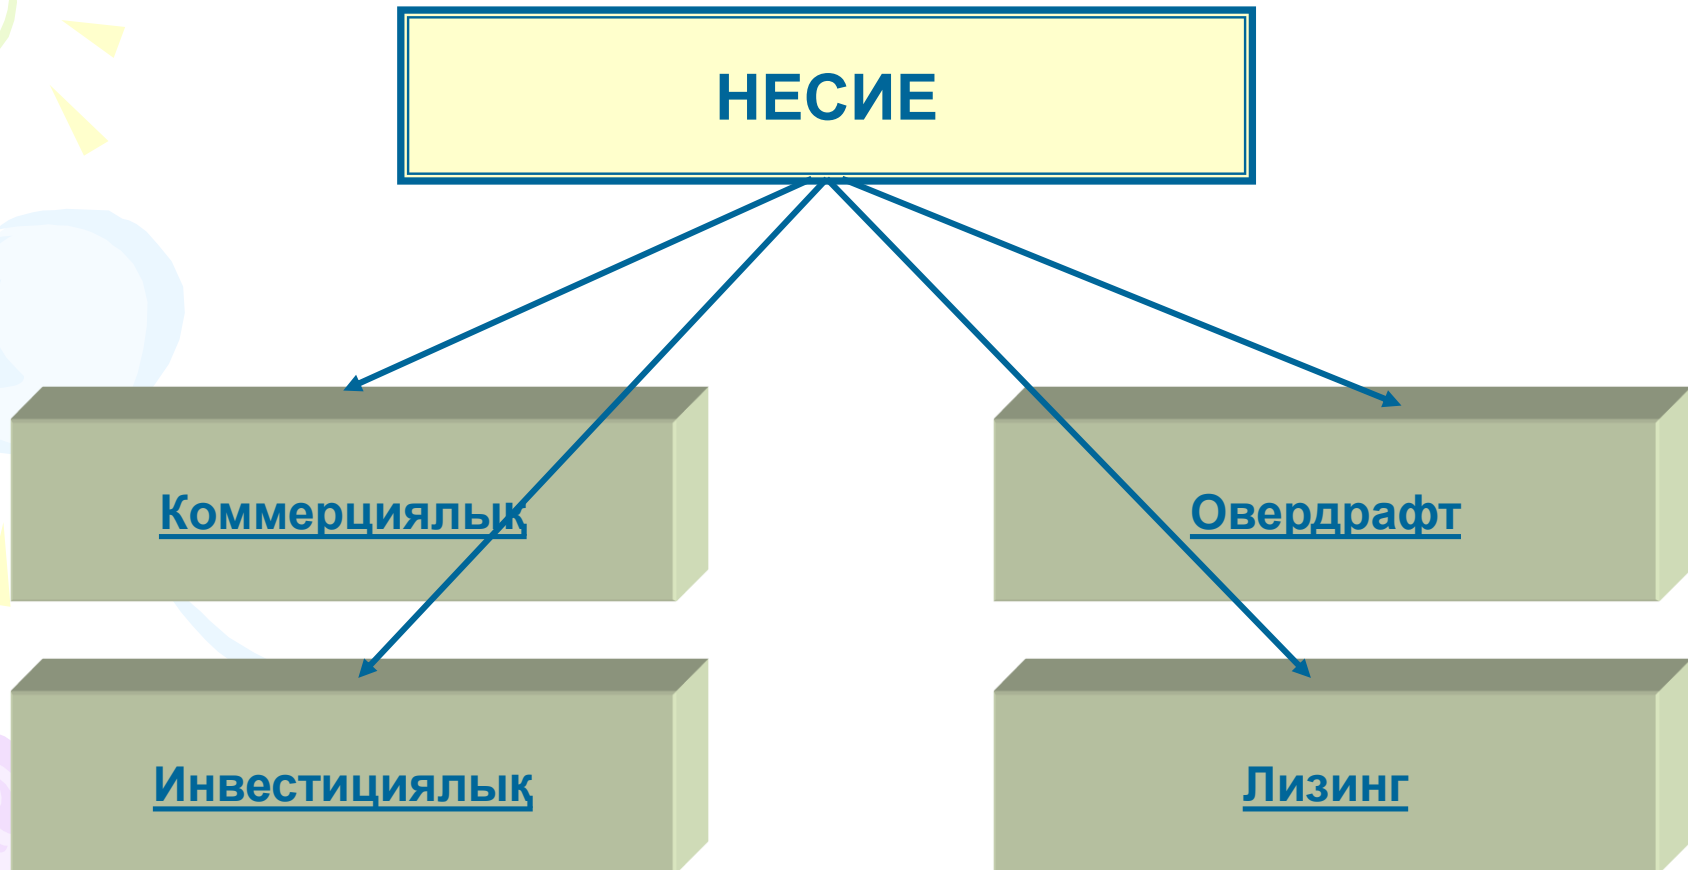 НЕСИЕ
Коммерциялық
Овердрафт
Инвестициялық
Лизинг